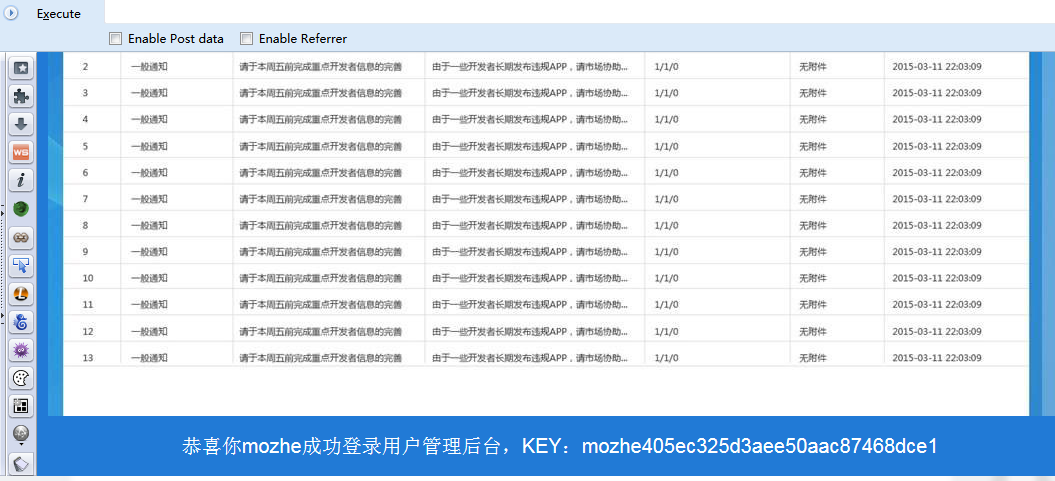 Execute
Enable Post data Enable Referrer
2 一般通知 请于本周五前完成重点开发者信息的完善 由于一些开发者长期发布违规APP，请市场协助... 1/1/0 无附件 2015-03-11 22:03:09
3 一般通知 请于本周五前完成重点开发者信息的完善 由于一些开发者长期发布违规APP，请市场协助... 1/1/0 无附件 2015-03-11 22:03:09
4 一般通知 请于本周五前完成重点开发者信息的完善 由于一些开发者长期发布违规APP，请市场协助... 1/1/0 无附件 2015-03-11 22:03:09
5 一般通知 请于本周五前完成重点开发者信息的完善 由于一些开发者长期发布违规APP，请市场协助... 1/1/0 无附件 2015-03-11 22:03:09
6 一般通知 请于本周五前完成重点开发者信息的完善 由于一些开发者长期发布违规APP，请市场协助... 1/1/0 无附件 2015-03-11 22:03:09
7 一般通知 请于本周五前完成重点开发者信息的完善 由于一些开发者长期发布违规APP，请市场协助... 1/1/0 无附件 2015-03-11 22:03:09
8 一般通知 请于本周五前完成重点开发者信息的完善 由于一些开发者长期发布违规APP，请市场协助... 1/1/0 无附件 2015-03-11 22:03:09
9 一般通知 请于本周五前完成重点开发者信息的完善 由于一些开发者长期发布违规APP，请市场协助... 1/1/0 无附件 2015-03-11 22:03:09
10 一般通知 请于本周五前完成重点开发者信息的完善 由于一些开发者长期发布违规APP，请市场协助... 1/1/0 无附件 2015-03-11 22:03:09
11 一般通知 请于本周五前完成重点开发者信息的完善 由于一些开发者长期发布违规APP，请市场协助... 1/1/0 无附件 2015-03-11 22:03:09
12 一般通知 请于本周五前完成重点开发者信息的完善 由于一些开发者长期发布违规APP，请市场协助... 1/1/0 无附件 2015-03-11 22:03:09
13 一般通知 请于本周五前完成重点开发者信息的完善 由于一些开发者长期发布违规APP，请市场协助... 1/1/0 无附件 2015-03-11 22:03:09
恭喜你mozhe成功登录用户管理后台，KEY：mozhe405ec325d3aee50aac87468dce1